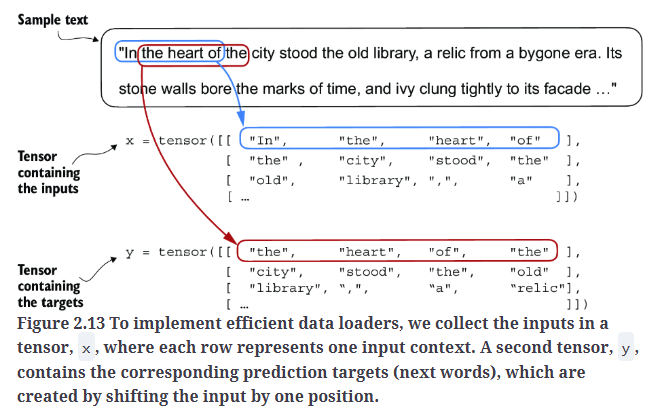 Sample text
"In the heart of the city stood the old library, a relic from a bygone era. Its
stone walls bore the marks of time, and ivy clung tightly to its facade ..."
x = tensor([[ "In", "the", "heart", "of" ],
Tensor
containing
the inputs
[ "the" , "city", "stood", "the" ],
[ "old", "library", ",", "a" ],
[ … ]])
y = tensor([[ "the", "heart", "of", "the" ],
Tensor
containing
the targets
[ "city", "stood", "the", "old" ],
[ "library", ",", "a", "relic"],
[ … ]])
Figure 2.13 To implement efficient data loaders, we collect the inputs in a
tensor, x, where each row represents one input context. A second tensor, y,
contains the corresponding prediction targets (next words), which are
created by shifting the input by one position.